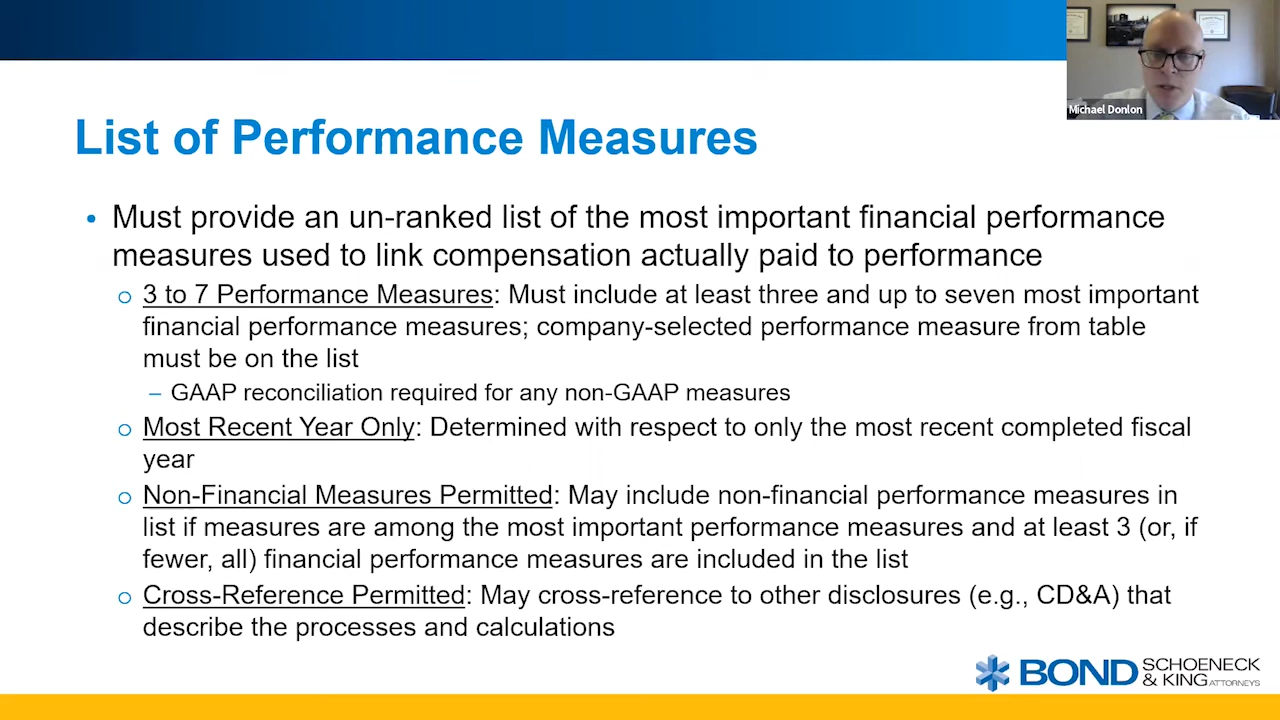 Michael Donlon
List of Performance Measures
• Must provide an un-ranked list of the most important financial performance
measures used to link compensation actually paid to performance
o 3 to 7 Performance Measures: Must include at least three and up to seven most important
financial performance measures; company-selected performance measure from table
must be on the list
– GAAP reconciliation required for any non-GAAP measures
o Most Recent Year Only: Determined with respect to only the most recent completed fiscal
year
o Non-Financial Measures Permitted: May include non-financial performance measures in
list if measures are among the most important performance measures and at least 3 (or, if
fewer, all) financial performance measures are included in the list
o Cross-Reference Permitted: May cross-reference to other disclosures (e.g., CD&A) that
describe the processes and calculations
BOND SCHOENECK
& KING ATTORNEYS